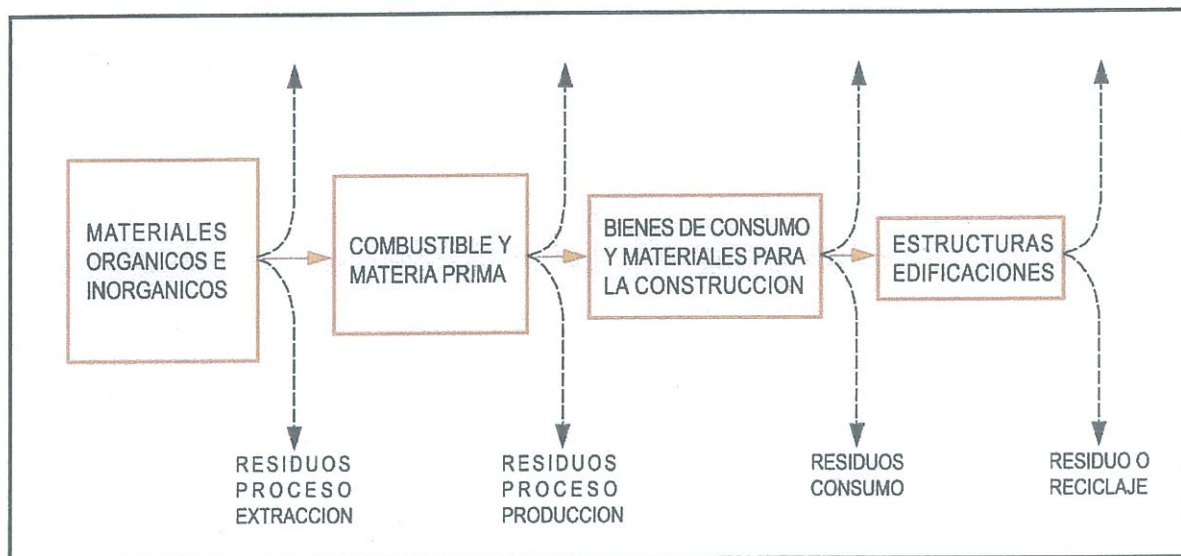 MATERIALES
ORGANICOS E
INORGANICOS
COMBUSTIBLE Y
MATERIA PRIMA
BIENES DE CONSUMO
Y MATERIALES PARA
LA CONSTRUCCION
ESTRUCTURAS
EDIFICACIONES
RESIDUOS
PROCESO
EXTRACCION
RESIDUOS
PROCESO
PRODUCCION
RESIDUOS
CONSUMO
RESIDUO O
RECICLAJE